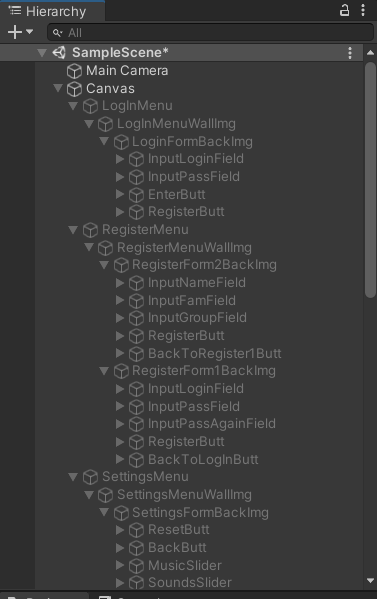 Hierarchy
All
SampleScene*
Main Camera
Canvas
LogInMenu
LogInMenuWallImg
LoginFormBackImg
InputLoginField
InputPassField
EnterButt
RegisterButt
RegisterMenu
RegisterMenuWallImg
RegisterForm2BackImg
InputNameField
InputFamField
InputGroupField
RegisterButt
BackToRegister1Butt
RegisterForm1BackImg
InputLoginField
InputPassField
InputPassAgainField
RegisterButt
BackToLogInButt
SettingsMenu
SettingsMenuWallImg
SettingsFormBackImg
ResetButt
BackButt
MusicSlider
SoundsSlider